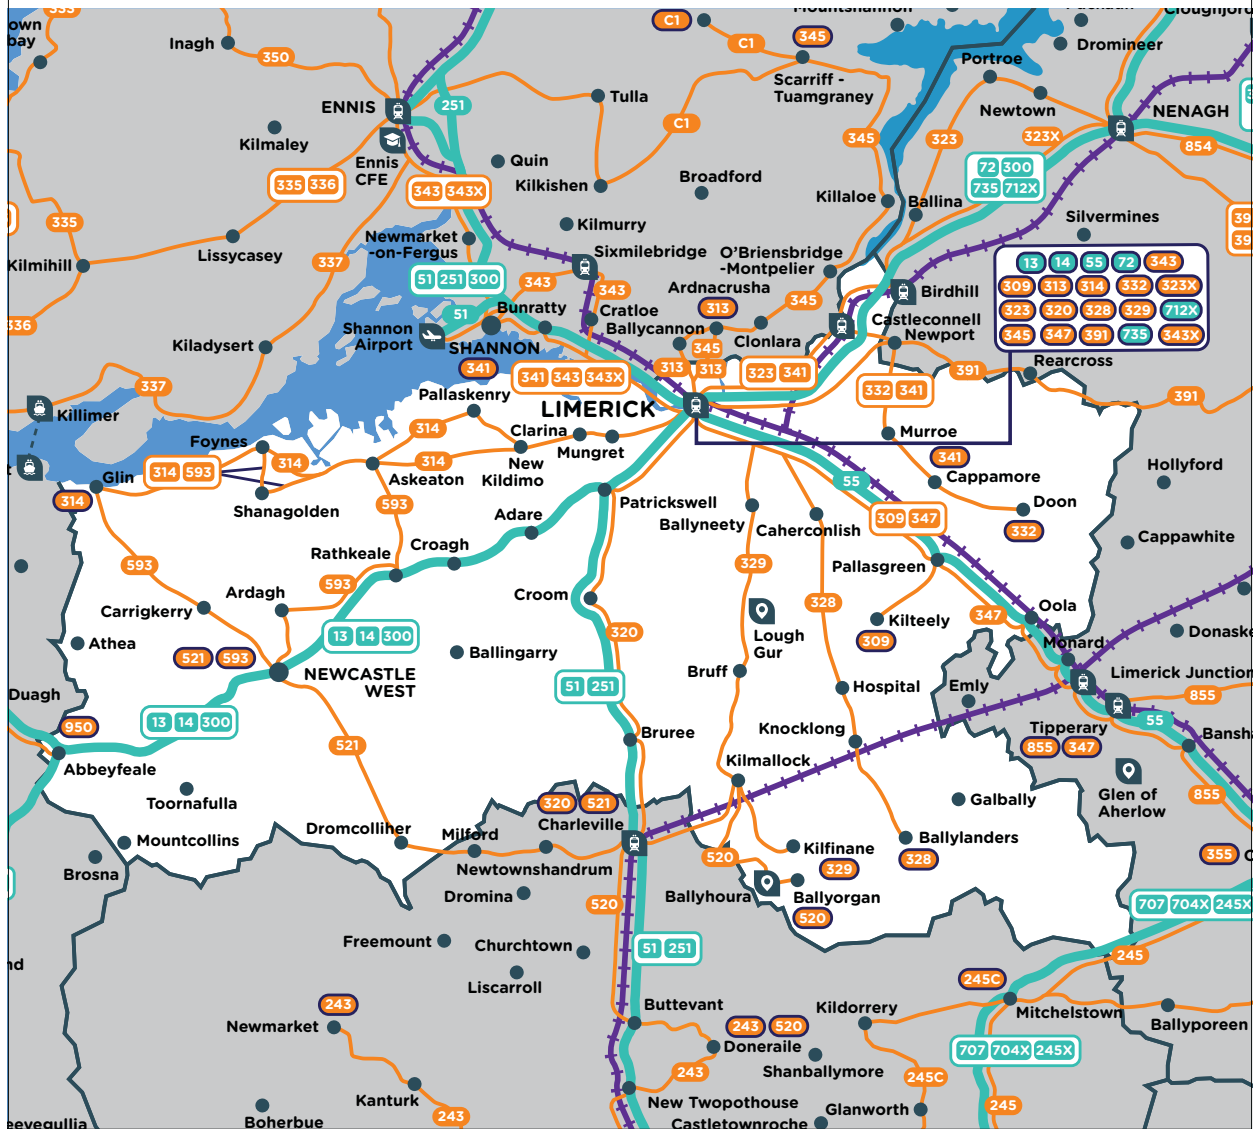 333
C1
345
Mountshannon
Cloughjord
own
bay
Inagh
350
C1
Scarriff -
Tuamgraney
Portroe
Dromineer
Newtown
ENNIS
251
Tulla
C1
NENAGH
Kilmaley
Ennis
CFE
Quin
Kilkishen
Broadford
345
323
323X
854
72 300
735 712X
335 336
343 343X
Killaloe
Ballina
Silvermines
335
Lissycasey
Kilmurry
Newmarket
-on-Fergus
Sixmilebridge
O'Briensbridge
-Montpelier
Kilmihill
337
51 251 300
343
343
Ardnacrusha
313
345
Birdhill
13 14 55 72 343
309 313 314 332 323X
323 320 328 329 712X
345 347 391 735 343X
336
51
Bunratty
Cratloe
Ballycannon
Castleconnell
Newport
Shannon
Airport
SHANNON
341
Clonlara
345
313
313
Kiladysert
341 343 343X
323 341
332 341
391
Rearcross
391
337
Killimer
Pallaskenry
LIMERICK
314
Clarina
Mungret
Murroe
Foynes
314 593
314
314
Askeaton
New
Kildimo
341
Cappamore
Hollyford
Glin
314
Shanagolden
593
Patrickswell
55
Doon
332
Adare
Ballyneety
Caherconlish
309 347
Cappawhite
Rathkeale
Croagh
Pallasgreen
593
Ardagh
593
Croom
329
328
Carrigkerry
Lough
Gur
Kilteely
309
347
Oola
Athea
521 593
13 14 300
320
Monard
Donaske
Ballingarry
NEWCASTLE
WEST
51 251
Bruff
Hospital
Emly
Limerick Junction
Duagh
855
950
13 14 300
521
Bruree
Knocklong
Tipperary
855 347
55
Bansha
Abbeyfeale
Kilmallock
Toornafulla
320 521
Charleville
Galbally
Glen of
Aherlow
855
Mountcollins
Dromcolliher
Milford
Ballylanders
328
Brosna
Newtownshandrum
520
Kilfinane
329
355
Dromina
Ballyhoura
Ballyorgan
520
520
707 704X 245X
Freemount
Churchtown
51 251
245
Liscarroll
245C
243
Newmarket
Buttevant
243 520
Kildorrery
Mitchelstown
Ballyporeen
Doneraile
Shanballymore
707 704X 245X
243
245C
Kanturk
243
New Twopothouse
Castletownroche
Glanworth
245
Boherbue
eevegullia